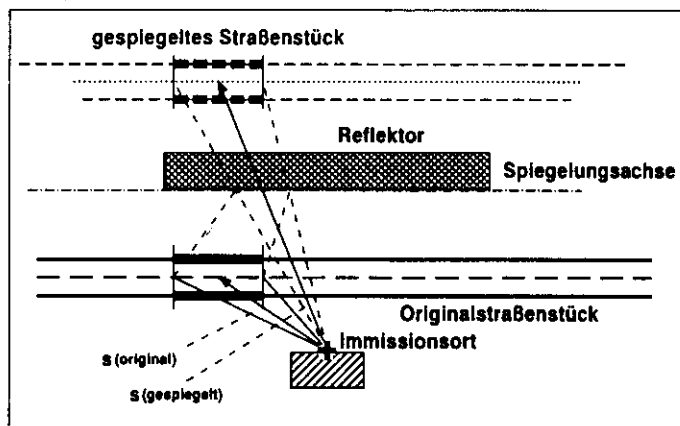 gespiegeltes Straßenstück
Reflektor
Spiegelungsachse
Originalstraßenstück
Immissionsort
s (original)
s (gespiegelt)